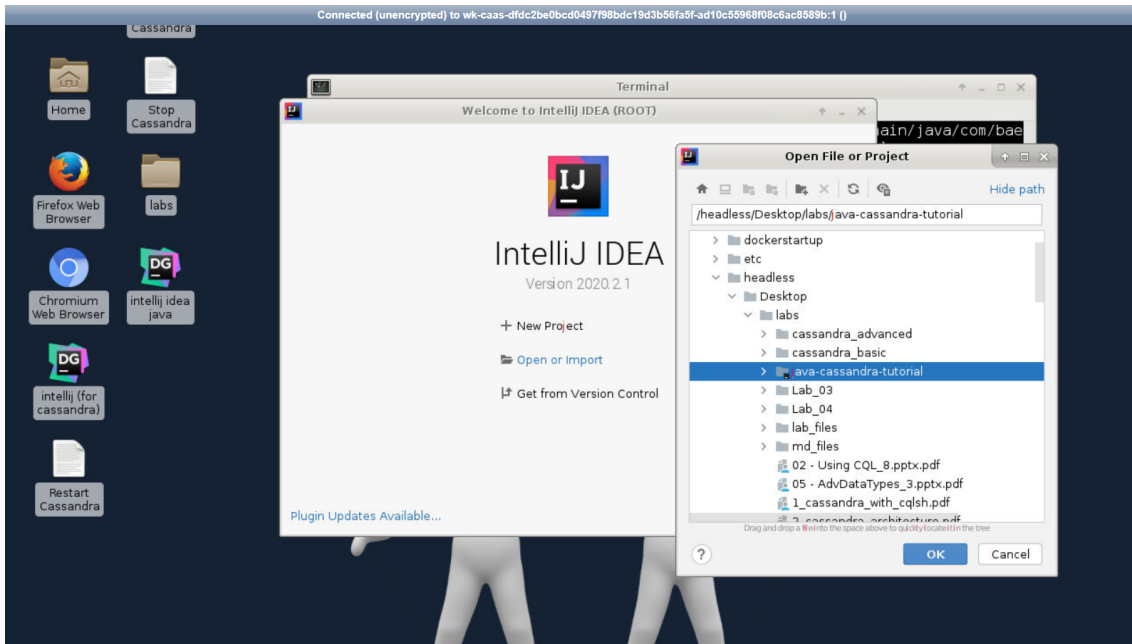 Connected (unencrypted) to wk-caas-dfdc2be0bcd0497f98bdc19d3b56fa5f-ad10c55968f08c6ac8589b:1 ()
Cassandra
Home
Stop
Cassandra
Firefox Web
Browser
labs
Chromium
Web Browser
DG
intellij idea
java
DG
intellij (for
cassandra)
Restart
Cassandra
Terminal
ain/java/com/bae
Welcome to IntelliJ IDEA (ROOT)
IJ
IntelliJ IDEA
Version 2020.2.1
New Project
Open or Import
Get from Version Control
Plugin Updates Available...
Open File or Project
Hide path
/headless/Desktop/labs/java-cassandra-tutorial
dockerstartup
etc
headless
Desktop
labs
cassandra_advanced
cassandra_basic
java-cassandra-tutorial
Lab_03
Lab_04
lab_files
md_files
02 - Using CQL_8.pptx.pdf
05 - AdvDataTypes_3.pptx.pdf
1_cassandra_with_cqlsh.pdf
2_cassandra_architecture.pdf
Drag and drop a file into the space above to quickly locate it in the tree
?
OK
Cancel